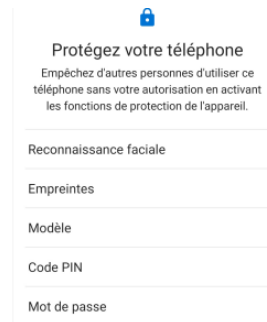 Protégez votre téléphone
Empêchez d'autres personnes d'utiliser ce
téléphone sans votre autorisation en activant
les fonctions de protection de l'appareil.
Reconnaissance faciale
Empreintes
Modèle
Code PIN
Mot de passe